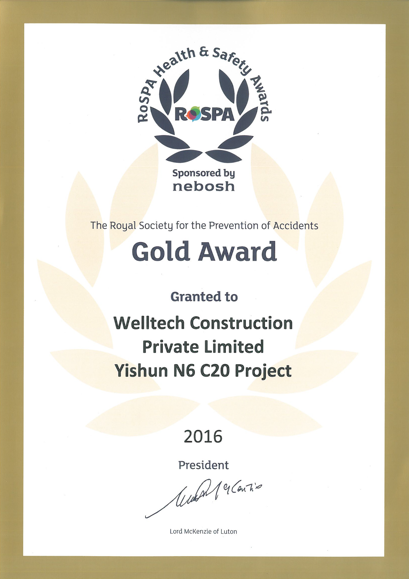 RoSPA Health & Safety Awards
RoSPA
Sponsored by
nebosh
The Royal Society for the Prevention of Accidents
Gold Award
Granted to
Welltech Construction
Private Limited
Yishun N6 C20 Project
2016
President
Lord McKenzie of Luton